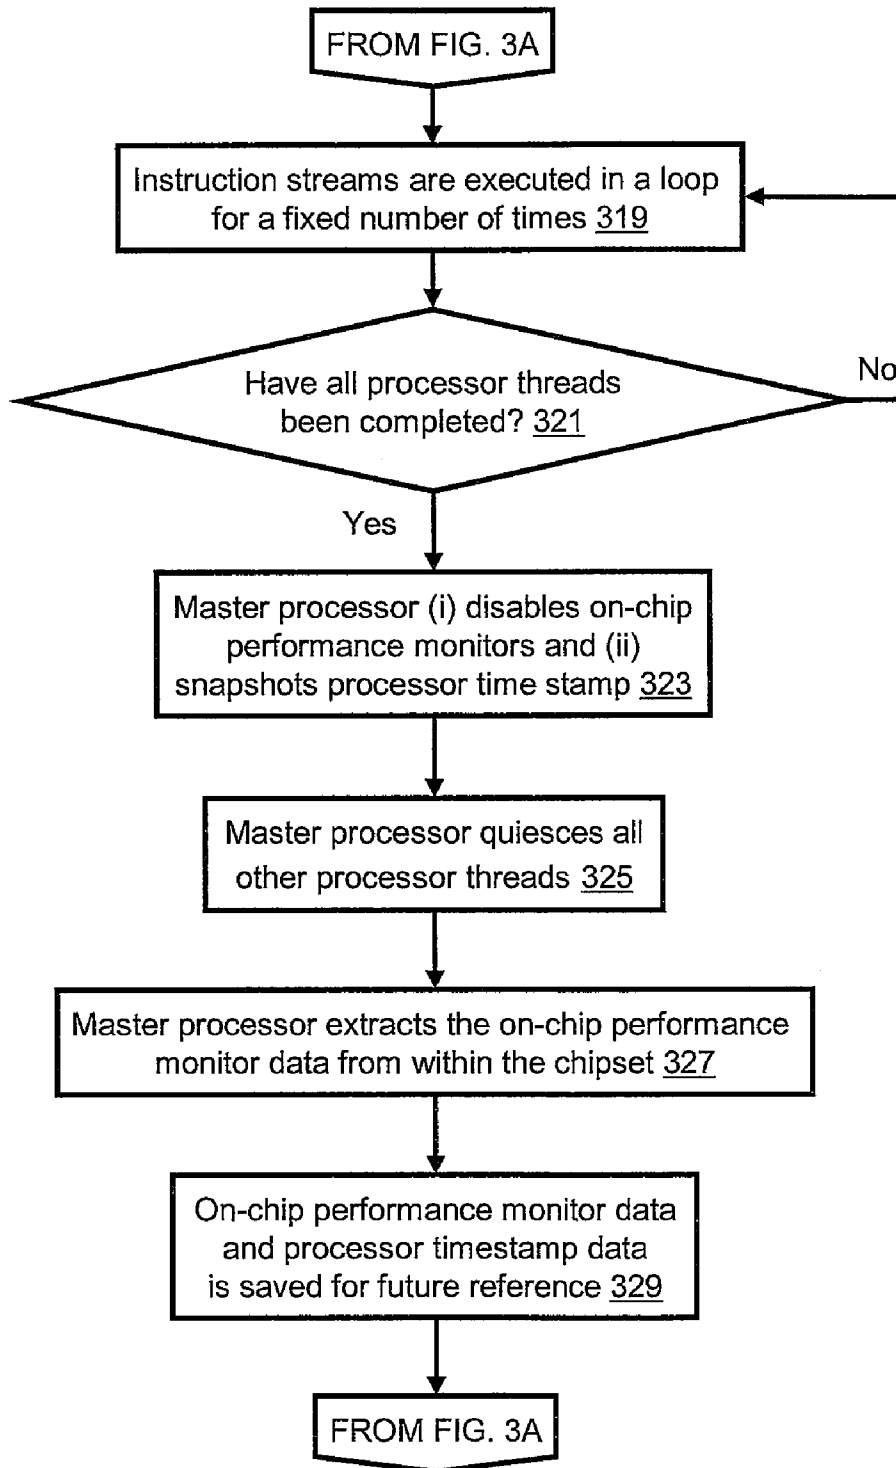 FROM FIG. 3A
Instruction streams are executed in a loop
for a fixed number of times 319
Have all processor threads
been completed? 321
No
Yes
Master processor (i) disables on-chip
performance monitors and (ii)
snapshots processor time stamp 323
Master processor quiesces all
other processor threads 325
Master processor extracts the on-chip performance
monitor data from within the chipset 327
On-chip performance monitor data
and processor timestamp data
is saved for future reference 329
FROM FIG. 3A